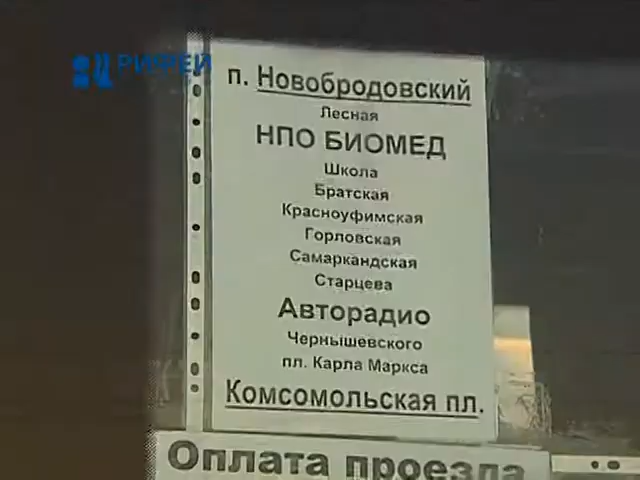 РИФЕЙ
п. Новобродовский
Лесная
НПО БИОМЕД
Школа
Братская
Красноуфимская
Горловская
Самаркандская
Старцева
Авторадио
Чернышевского
пл. Карла Маркса
Комсомольская пл.
Оплата проезда